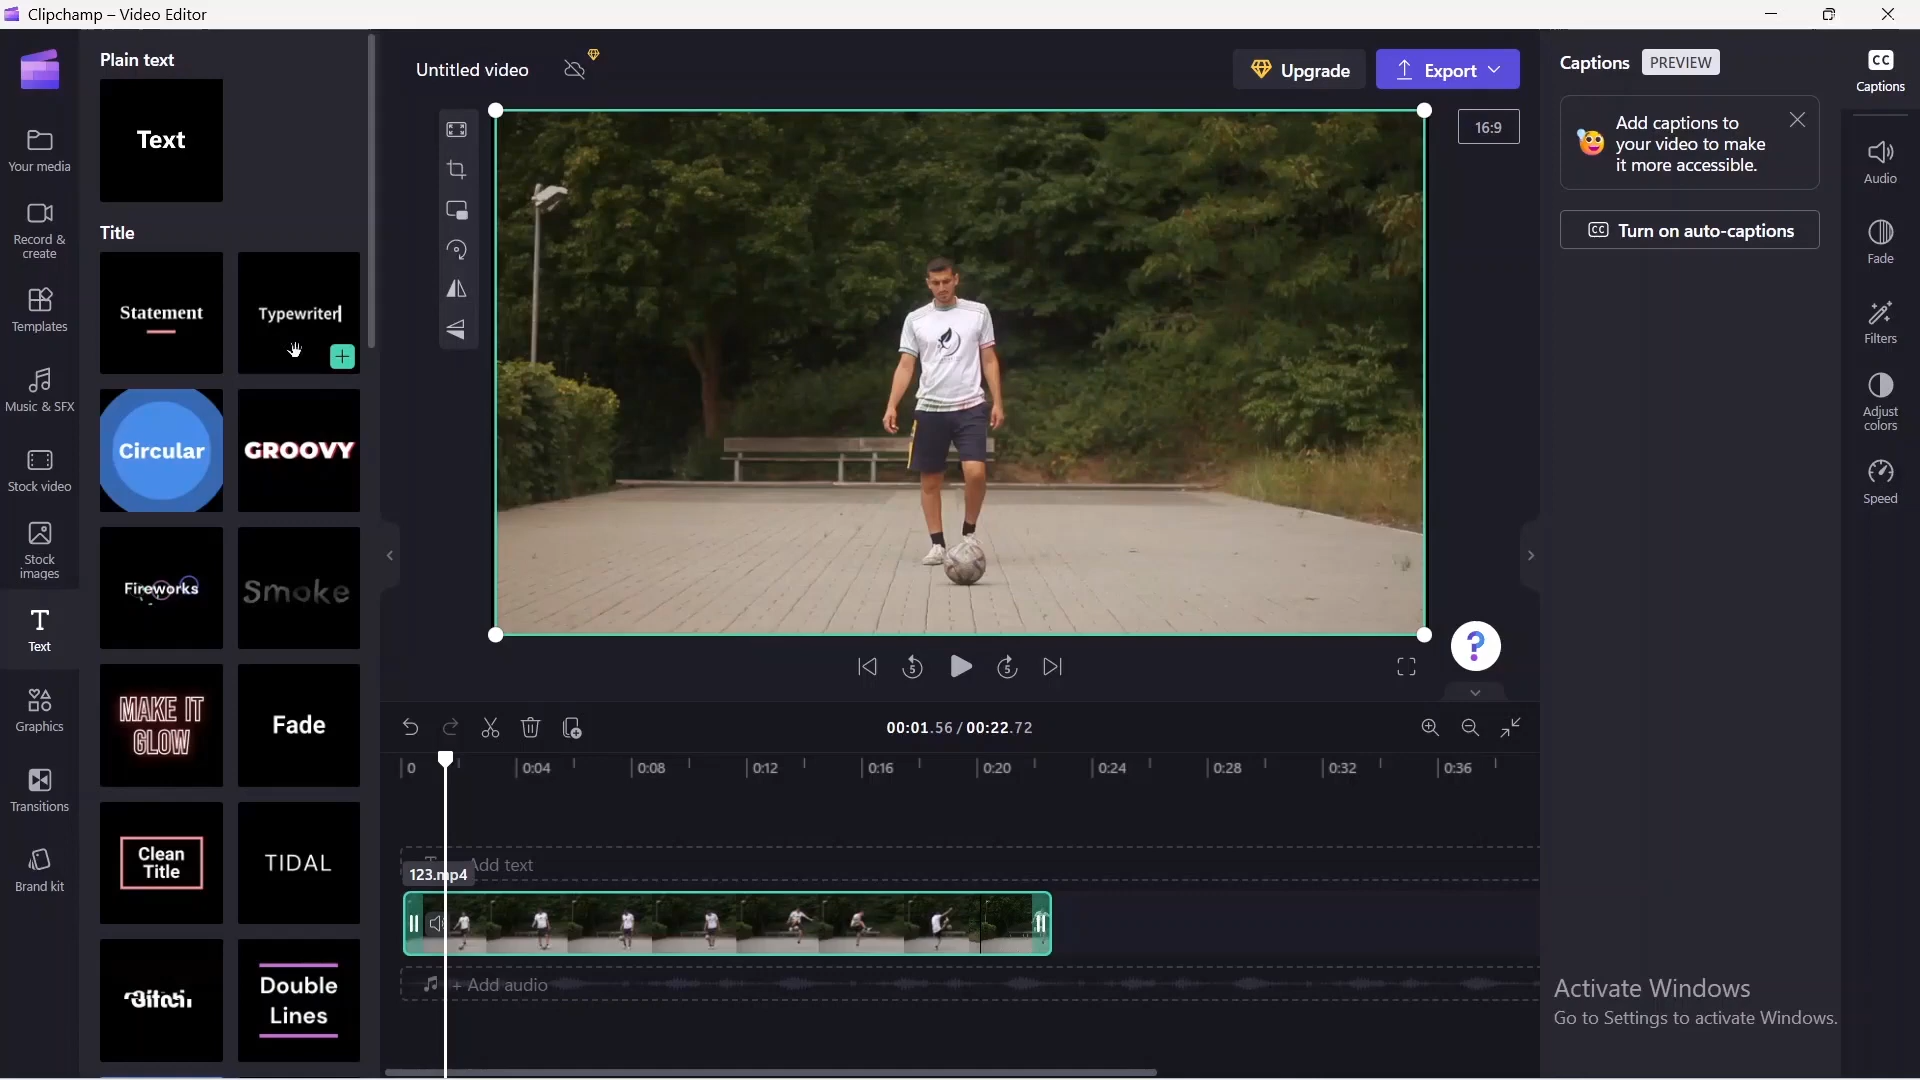 Clipchamp – Video Editor
Plain text
Text
Title
Statement
Typewriter
Circular
GROOVY
Fireworks
Smoke
MAKE IT
GLOW
Fade
Clean
Title
TIDAL
Double
Lines
Your media
Record &
create
Templates
Music & SFX
Stock video
Stock
images
Text
Graphics
Transitions
Brand kit
Untitled video
Upgrade
Export
16:9
00:01.56 / 00:22.72
0
0:04
0:08
0:12
0:16
0:20
0:24
0:28
0:32
0:36
Add text
123.mp4
+ Add audio
Captions
PREVIEW
Add captions to
your video to make
it more accessible.
CC Turn on auto-captions
CC
Captions
Audio
Fade
Filters
Adjust
colors
Speed
Activate Windows
Go to Settings to activate Windows.